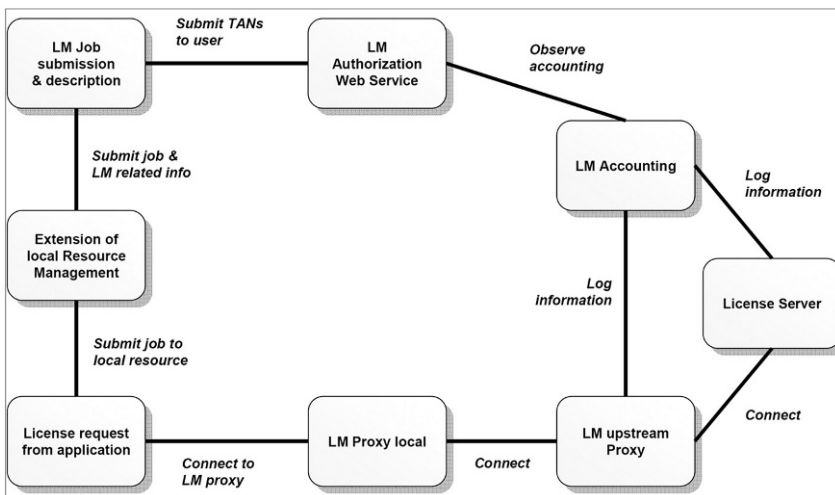 Submit TANs
to user
LM Job
submission
& description
LM
Authorization
Web Service
Observe
accounting
LM Accounting
Submit job &
LM related info
Log
information
Extension of
local Resource
Management
Log
information
License Server
Submit job to
local resource
License request
from application
Connect to
LM proxy
LM Proxy local
Connect
LM upstream
Proxy
Connect